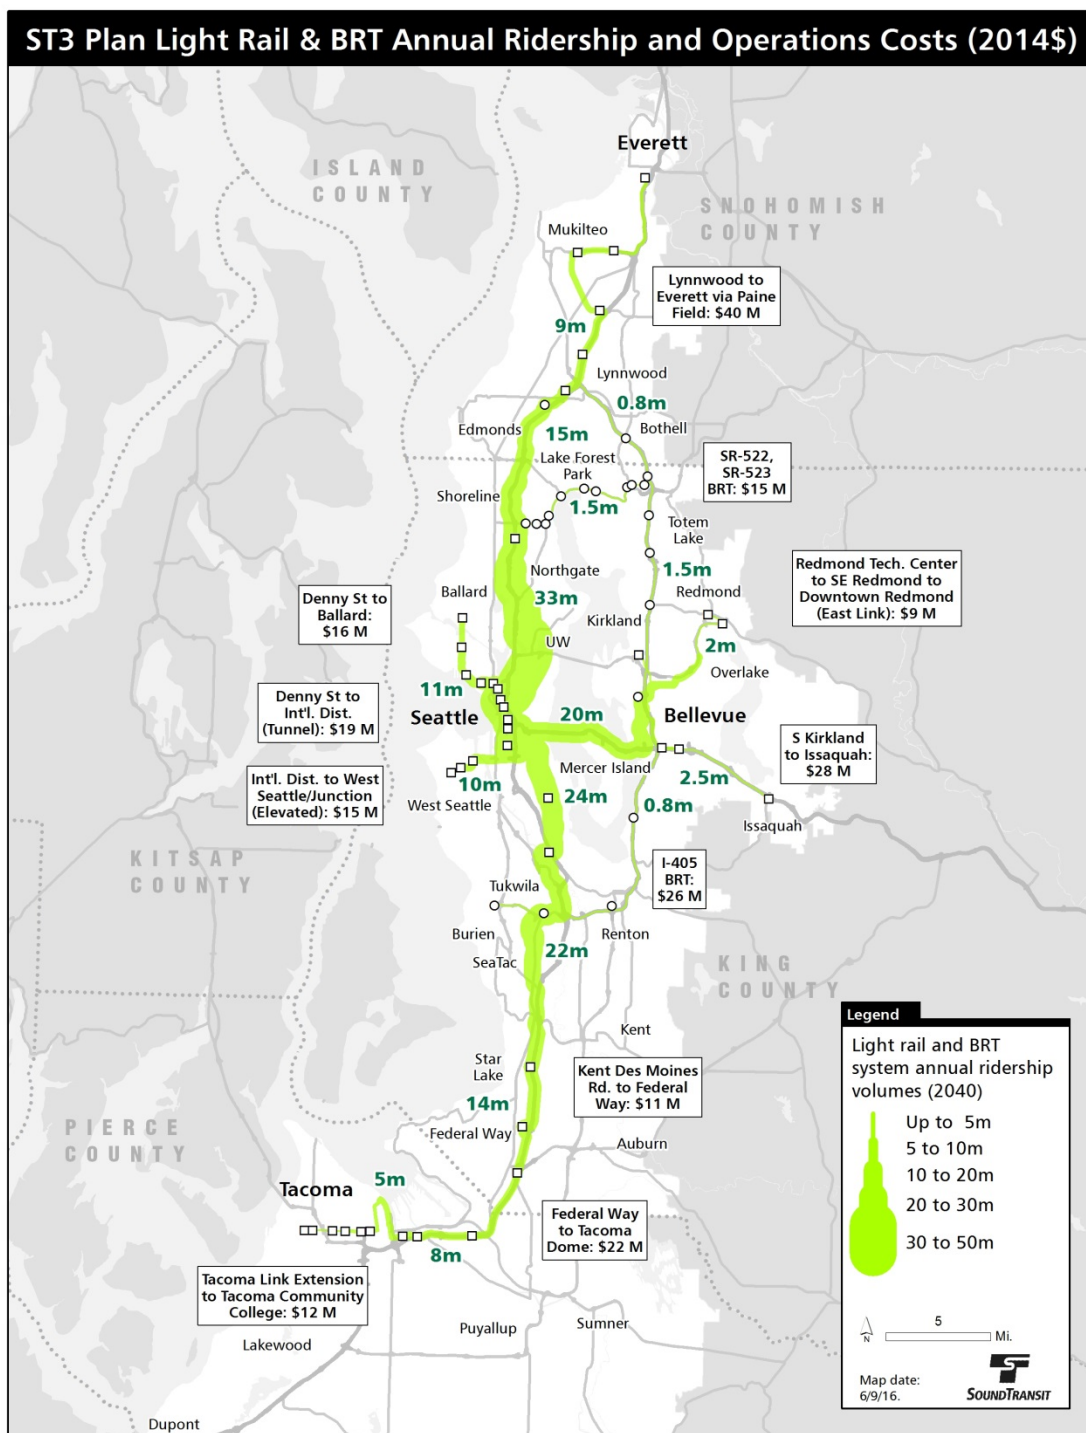 ST3 Plan Light Rail & BRT Annual Ridership and Operations Costs (2014$)
Everett
ISLAND
COUNTY
SNOHOMISH
COUNTY
Mukilteo
Lynnwood to
Everett via Paine
Field: $40 M
9m
Lynnwood
0.8m
Edmonds
15m
Bothell
Lake Forest
Park
SR-522,
SR-523
BRT: $15 M
Shoreline
1.5m
Totem
Lake
Northgate
1.5m
Redmond Tech. Center
to SE Redmond to
Downtown Redmond
(East Link): $9 M
Denny St to
Ballard:
$16 M
Ballard
33m
Redmond
Kirkland
UW
2m
Overlake
11m
Denny St to
Int'l. Dist.
(Tunnel): $19 M
Seattle
20m
Bellevue
S Kirkland
to Issaquah:
$28 M
Int'l. Dist. to West
Seattle/Junction
(Elevated): $15 M
10m
Mercer Island
2.5m
West Seattle
24m
0.8m
Issaquah
KITSAP
COUNTY
I-405
BRT:
$26 M
Tukwila
Burien
Renton
22m
SeaTac
KING
COUNTY
Kent
Star
Lake
Kent Des Moines
Rd. to Federal
Way: $11 M
14m
Federal Way
Auburn
PIERCE
COUNTY
5m
Tacoma
Federal Way
to Tacoma
Dome: $22 M
8m
Tacoma Link Extension
to Tacoma Community
College: $12 M
Puyallup
Sumner
Lakewood
Dupont
Legend
Light rail and BRT
system annual ridership
volumes (2040)
Up to 5m
5 to 10m
10 to 20m
20 to 30m
30 to 50m
N
5
Mi.
Map date:
6/9/16.
ST
SOUNDTRANSIT